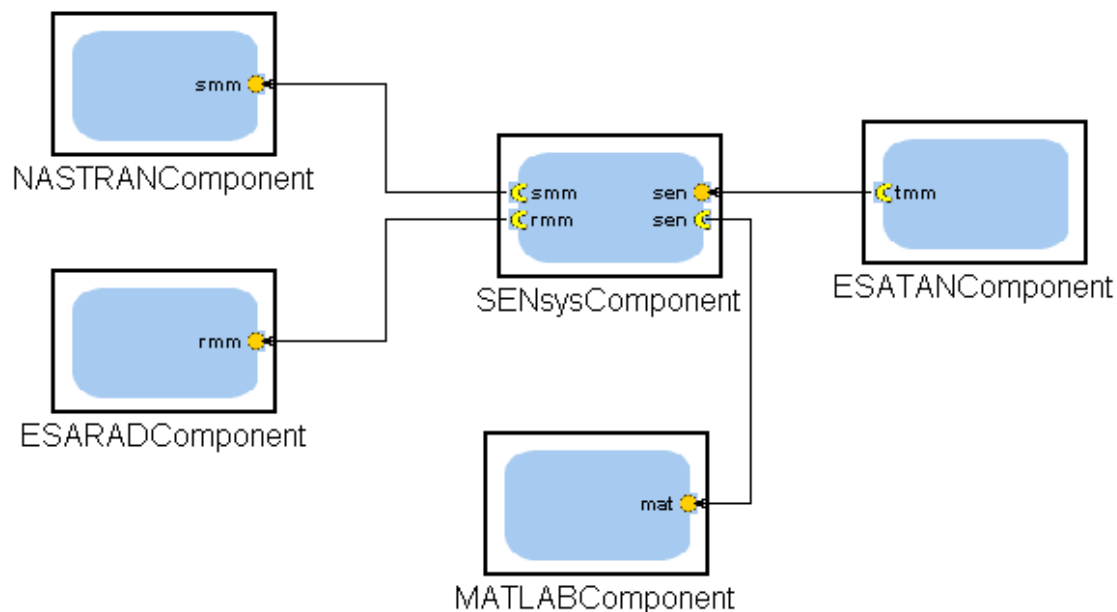 smm
NASTRANComponent
smm sen
rmm sen
SENsysComponent
tmm
ESATANComponent
rmm
ESARADComponent
mat
MATLABComponent